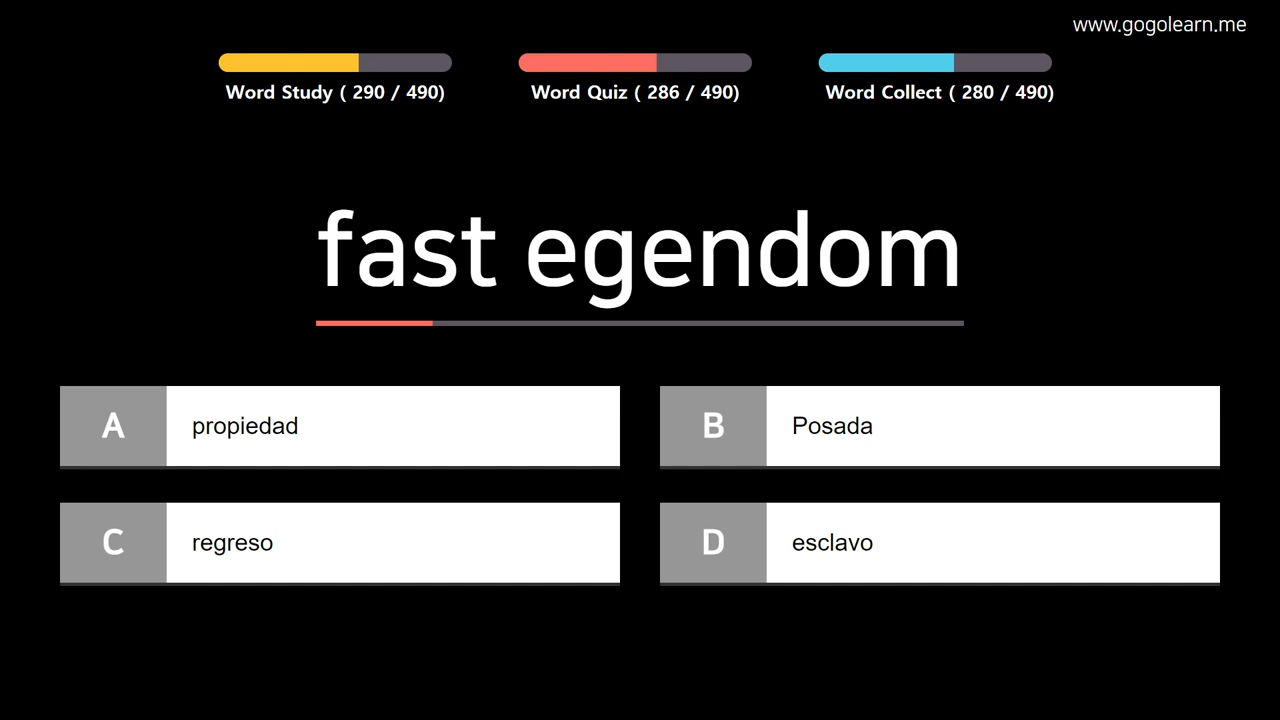 www.gogolearn.me
Word Study ( 290 / 490)
Word Quiz ( 286 / 490)
Word Collect ( 280 / 490)
fast egendom
A propiedad
B Posada
C regreso
D esclavo